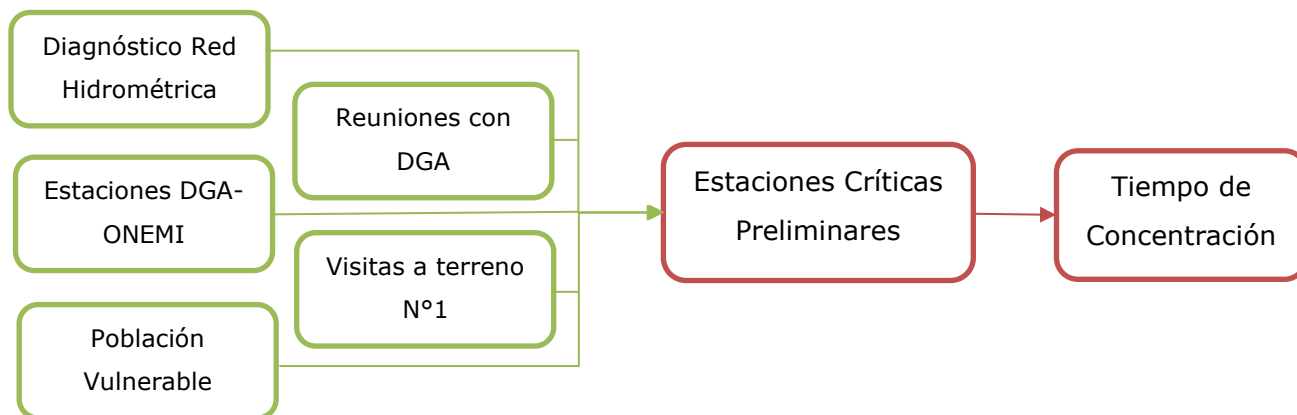 Diagnóstico Red
Hidrométrica
Reuniones con
DGA
Estaciones DGA-
ONEMI
Visitas a terreno
N°1
Población
Vulnerable
Estaciones Críticas
Preliminares
Tiempo de
Concentración